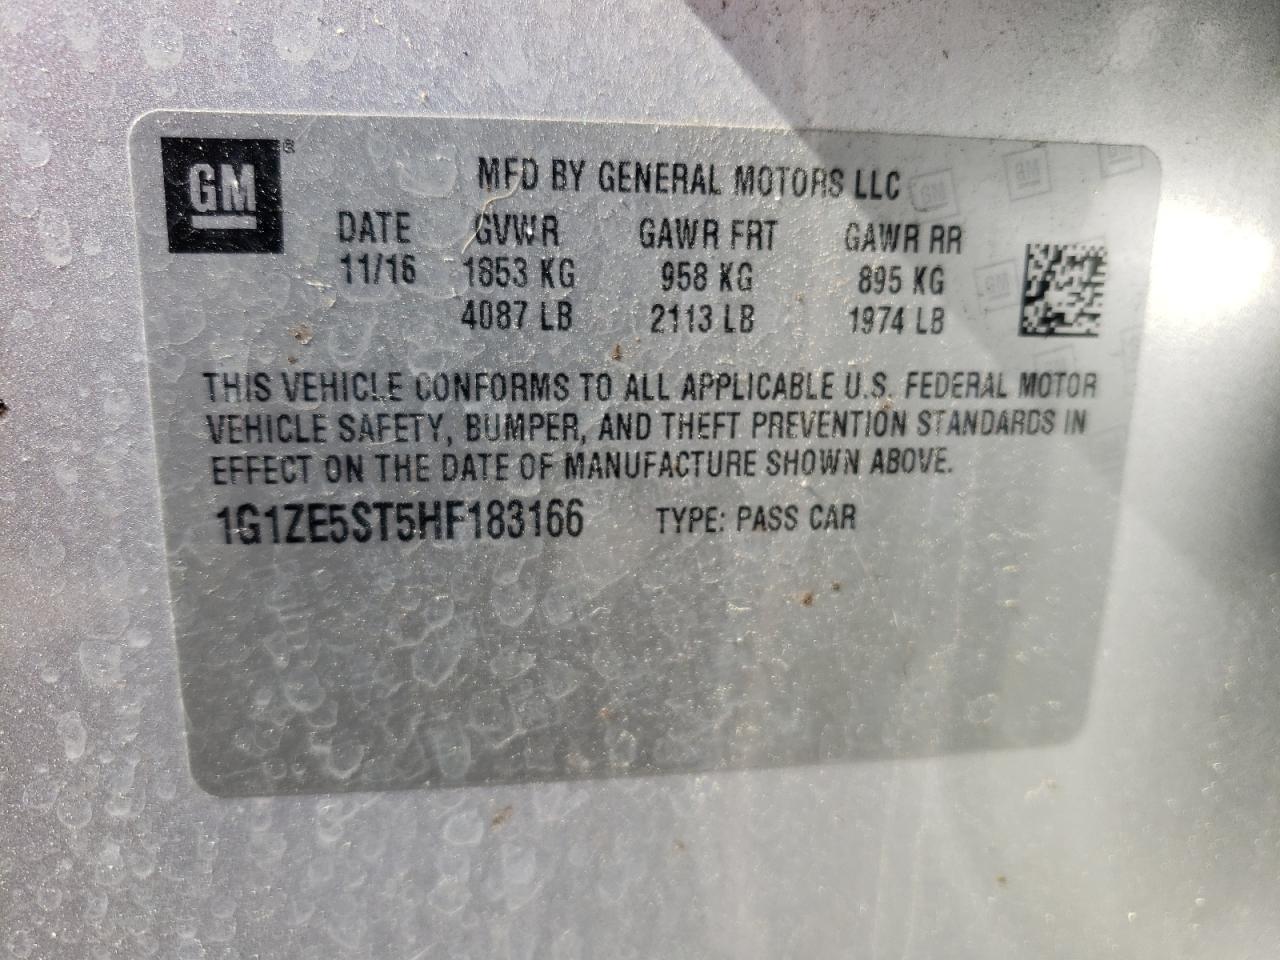 GM®
MFD BY GENERAL MOTORS LLC
DATE GVWR GAWR FRT GAWR RR
11/16 1853 KG 958 KG 895 KG
4087 LB 2113 LB 1974 LB
THIS VEHICLE CONFORMS TO ALL APPLICABLE U.S. FEDERAL MOTOR
VEHICLE SAFETY, BUMPER, AND THEFT PREVENTION STANDARDS IN
EFFECT ON THE DATE OF MANUFACTURE SHOWN ABOVE.
1G1ZE5ST5HF183166 TYPE: PASS CAR